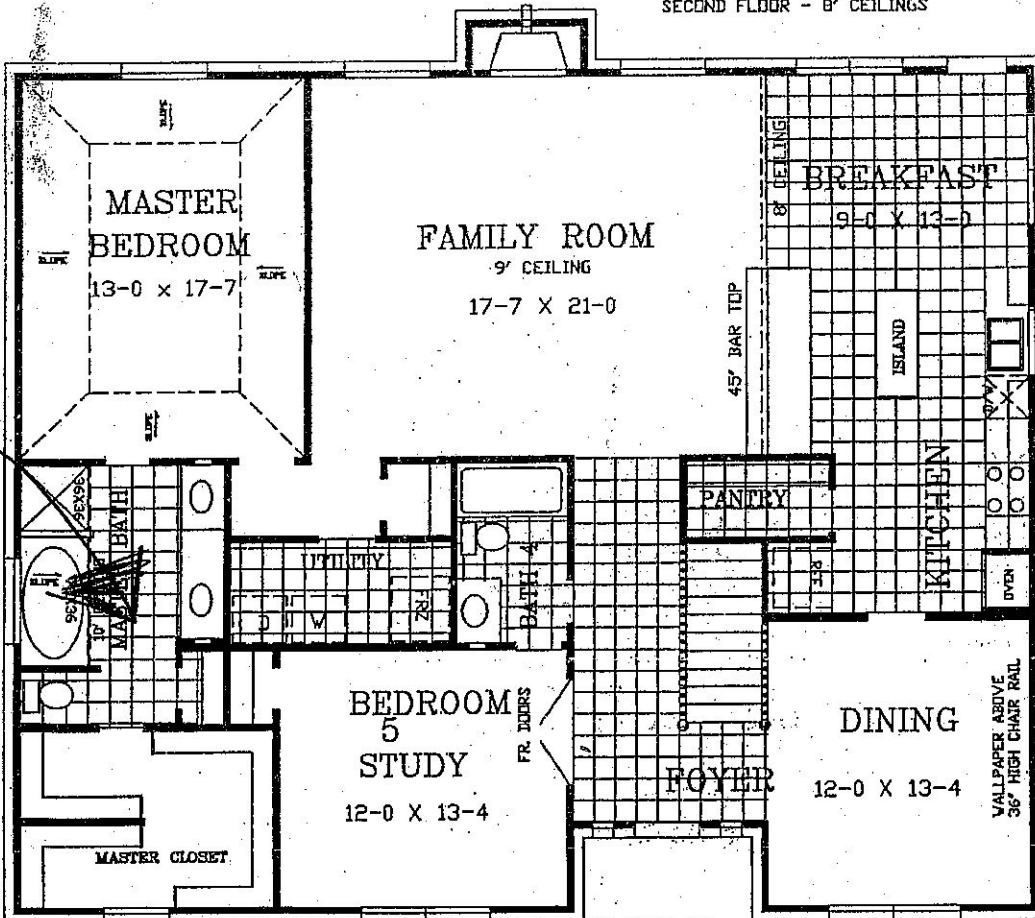 SECOND FLOOR - 8' CEILINGS
SLOPE
MASTER
BEDROOM
13-0 x 17-7
SLOPE
SLOPE
SLOPE
FAMILY ROOM
9' CEILING
17-7 X 21-0
8' CEILING
BREAKFAST
9-0 X 13-0
45" BAR TOP
ISLAND
D/W
KITCHEN
OVEN
PANTRY
REF
36X36
MASTER BATH
SLOPE
UTILITY
D
W
FRZ
BATH 4
BEDROOM
5
STUDY
12-0 X 13-4
FR. DOORS
FOYER
DINING
12-0 X 13-4
WALLPAPER ABOVE
36" HIGH CHAIR RAIL
MASTER CLOSET